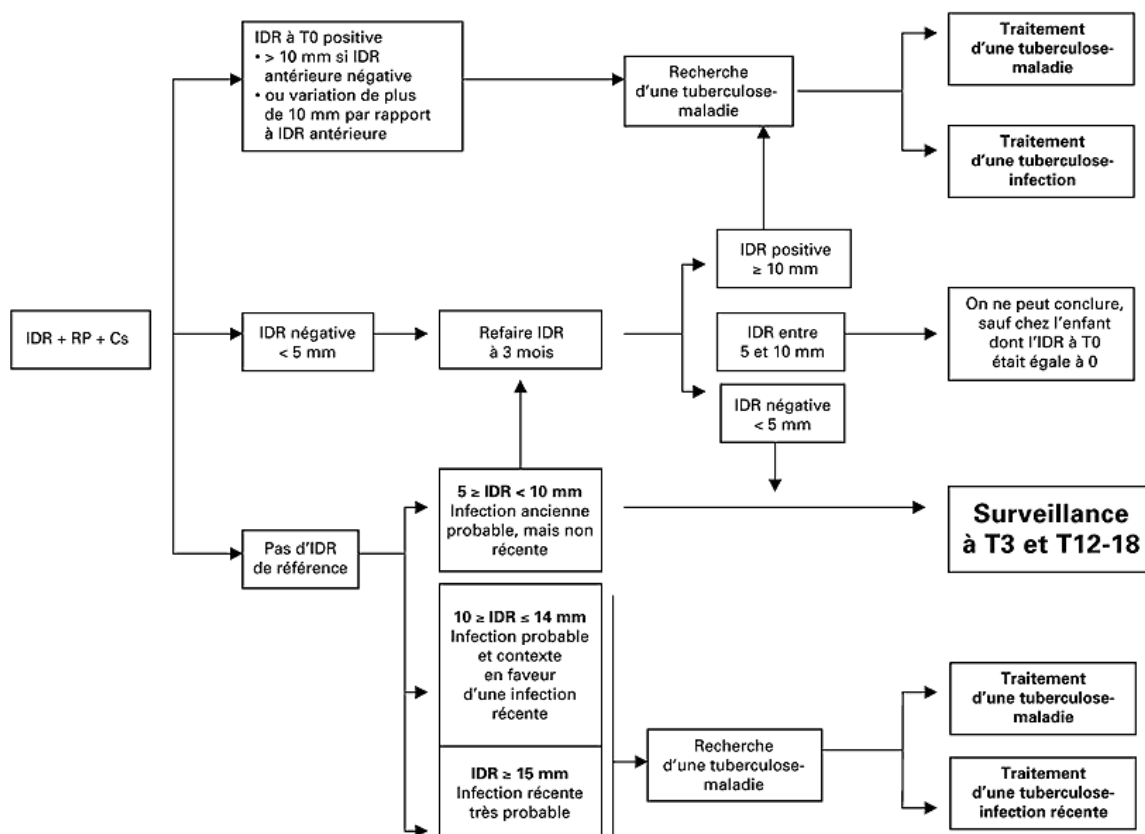 IDR à T0 positive
• > 10 mm si IDR
antérieure négative
• ou variation de plus
de 10 mm par rapport
à IDR antérieure
Recherche
d'une tuberculose-
maladie
Traitement
d'une tuberculose-
maladie
Traitement
d'une tuberculose-
infection
IDR + RP + Cs
IDR négative
< 5 mm
Refaire IDR
à 3 mois
IDR positive
≥ 10 mm
IDR entre
5 et 10 mm
IDR négative
< 5 mm
On ne peut conclure,
sauf chez l'enfant
dont l'IDR à T0
était égale à 0
Pas d'IDR
de référence
5 ≥ IDR < 10 mm
Infection ancienne
probable, mais non
récente
Surveillance
à T3 et T12-18
10 ≥ IDR ≤ 14 mm
Infection probable
et contexte
en faveur
d'une infection
récente
IDR ≥ 15 mm
Infection récente
très probable
Recherche
d'une tuberculose-
maladie
Traitement
d'une tuberculose-
maladie
Traitement
d'une tuberculose-
infection récente